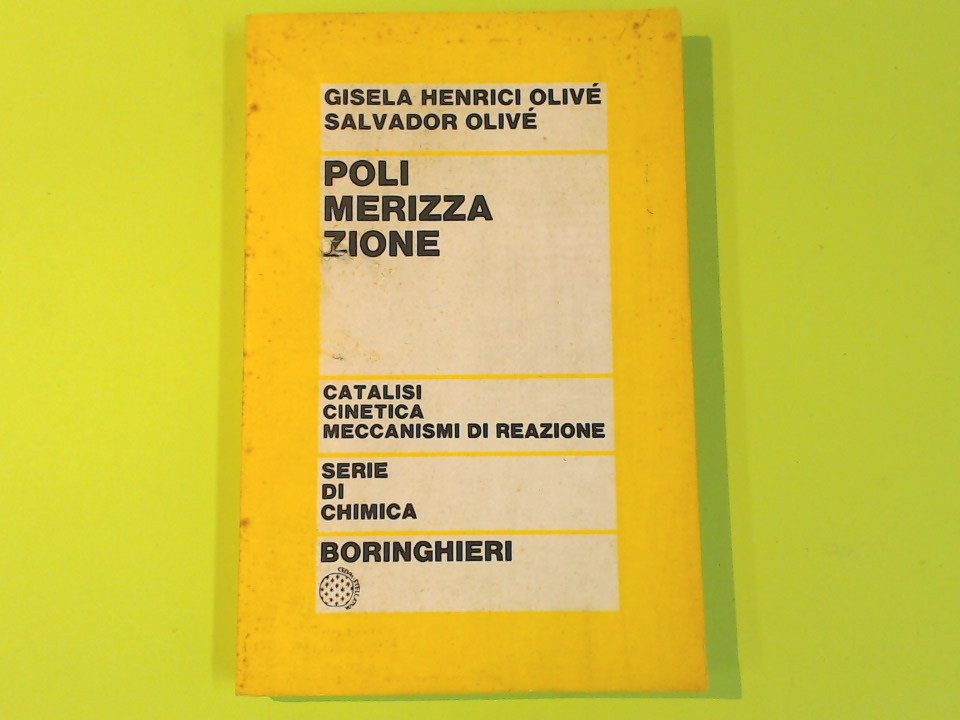 GISELA HENRICI OLIVÉ
SALVADOR OLIVÉ
POLI
MERIZZA
ZIONE
CATALISI
CINETICA
MECCANISMI DI REAZIONE
SERIE
DI
CHIMICA
BORINGHIERI